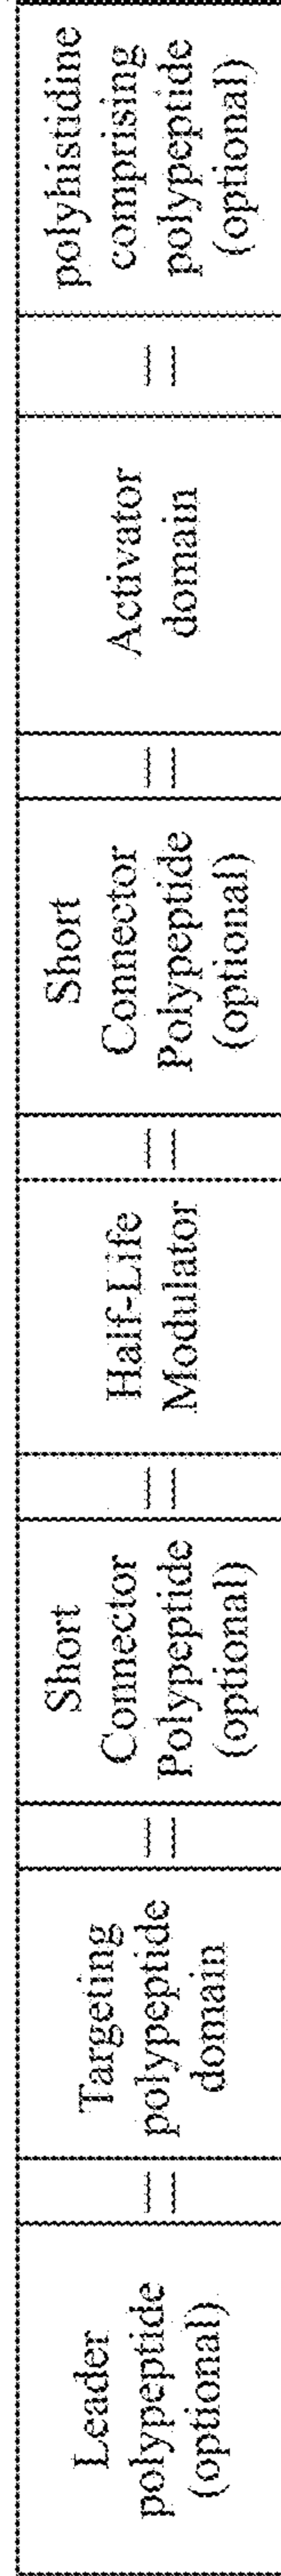 Leader
polypeptide
(optional)
=
Targeting
polypeptide
domain
=
Short
Connector
Polypeptide
(optional)
=
Half-Life
Modulator
=
Short
Connector
Polypeptide
(optional)
=
Activator
domain
=
polyhistidine
comprising
polypeptide
(optional)